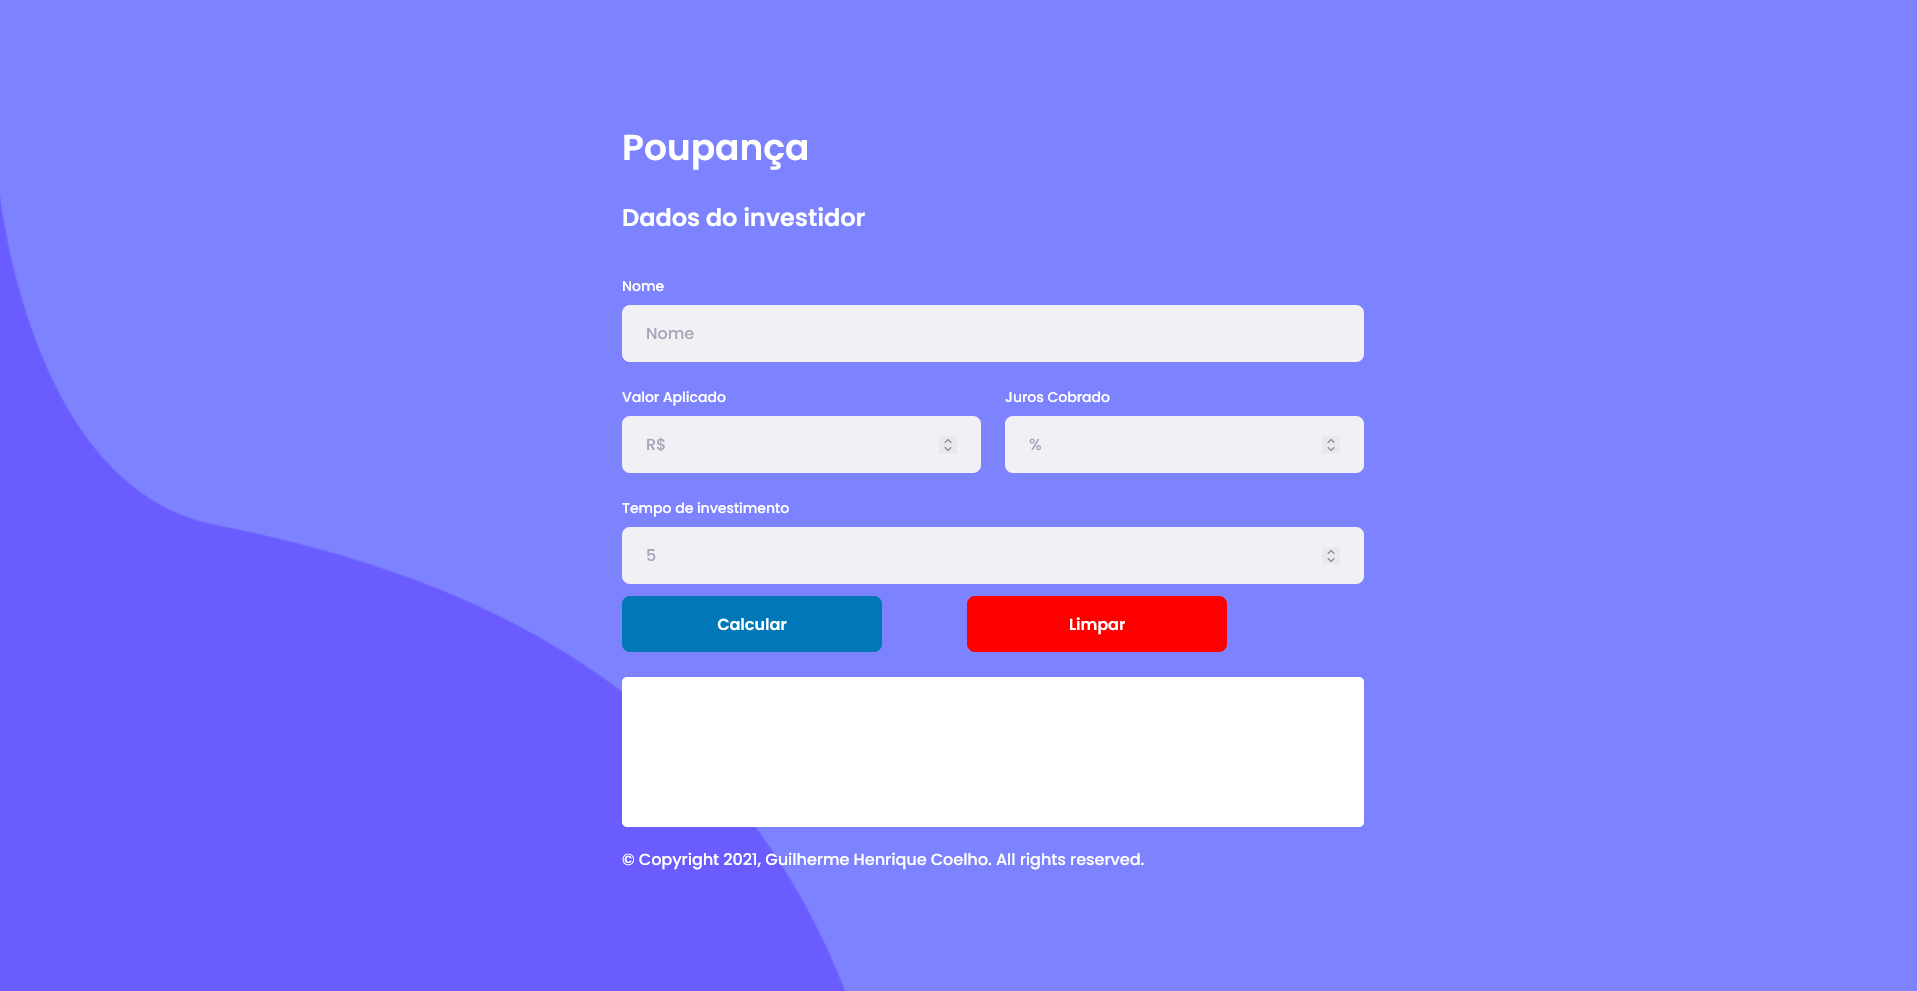 Poupança
Dados do investidor
Nome
Nome
Valor Aplicado
Juros Cobrado
R$
%
Tempo de investimento
5
Calcular
Limpar
© Copyright 2021, Guilherme Henrique Coelho. All rights reserved.